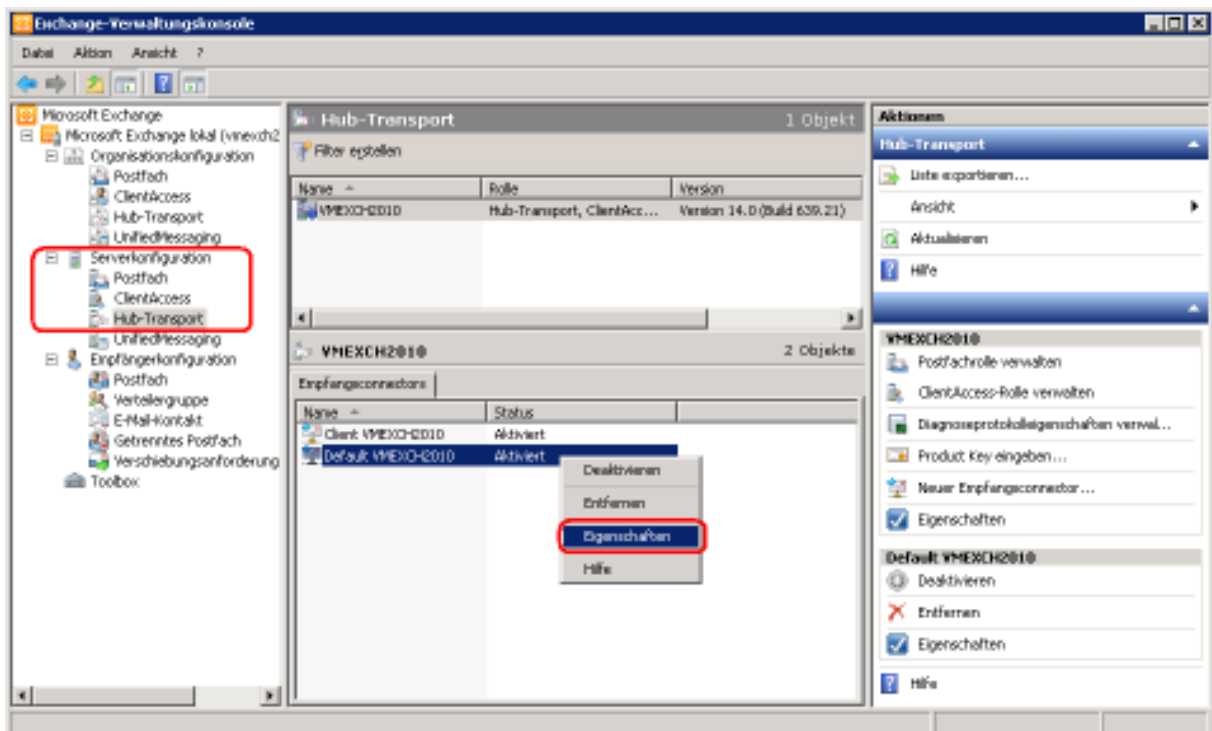 Exchange-Verwaltungskonsole
Datei Aktion Ansicht ?
Microsoft Exchange
Microsoft Exchange lokal (vmexch2
Organisationskonfiguration
Postfach
ClientAccess
Hub-Transport
UnifiedMessaging
Serverkonfiguration
Postfach
ClientAccess
Hub-Transport
UnifiedMessaging
Empfängerkonfiguration
Postfach
Verteilergruppe
E-Mail-Kontakt
Getrenntes Postfach
Verschiebungsanforderung
Toolbox
Hub-Transport 1 Objekt
Filter erstellen
Name Rolle Version
VMEXCH2010 Hub-Transport, ClientAcc... Version 14.0 (Build 639.21)
VMEXCH2010 2 Objekte
Empfangsconnectors
Name Status
Client VMEXCH2010 Aktiviert
Default VMEXCH2010 Aktiviert
Deaktivieren
Entfernen
Eigenschaften
Hilfe
Aktionen
Hub-Transport
Liste exportieren...
Ansicht
Aktualisieren
Hilfe
VMEXCH2010
Postfachrolle verwalten
ClientAccess-Rolle verwalten
Diagnoseprotokolleigenschaften verwal...
Product Key eingeben...
Neuer Empfangsconnector...
Eigenschaften
Default VMEXCH2010
Deaktivieren
Entfernen
Eigenschaften
Hilfe